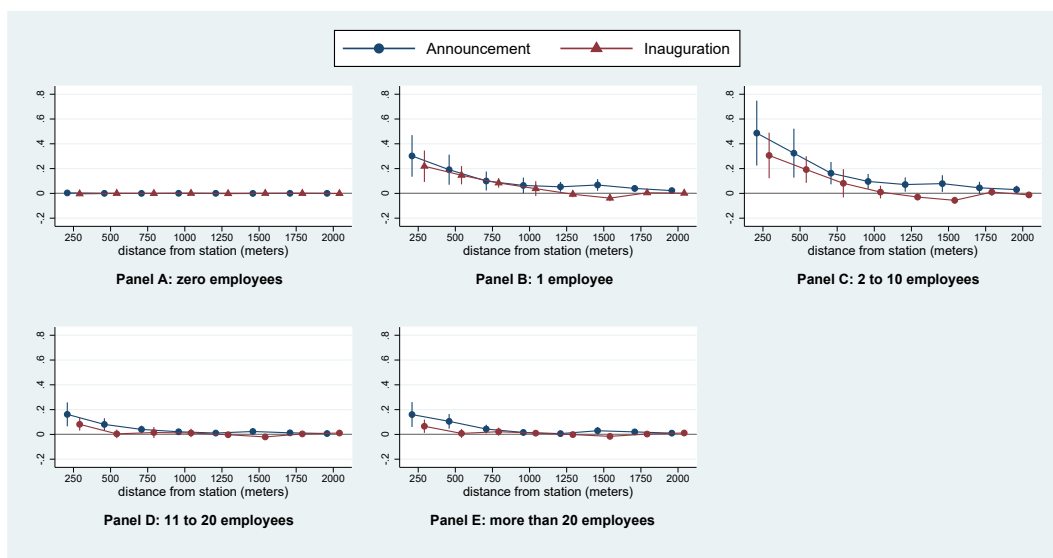 Announcement Inauguration
.8 .6 .4 .2 0 -.2
250 500 750 1000 1250 1500 1750 2000
distance from station (meters)
Panel A: zero employees
.8 .6 .4 .2 0 -.2
250 500 750 1000 1250 1500 1750 2000
distance from station (meters)
Panel B: 1 employee
.8 .6 .4 .2 0 -.2
250 500 750 1000 1250 1500 1750 2000
distance from station (meters)
Panel C: 2 to 10 employees
.8 .6 .4 .2 0 -.2
250 500 750 1000 1250 1500 1750 2000
distance from station (meters)
Panel D: 11 to 20 employees
.8 .6 .4 .2 0 -.2
250 500 750 1000 1250 1500 1750 2000
distance from station (meters)
Panel E: more than 20 employees